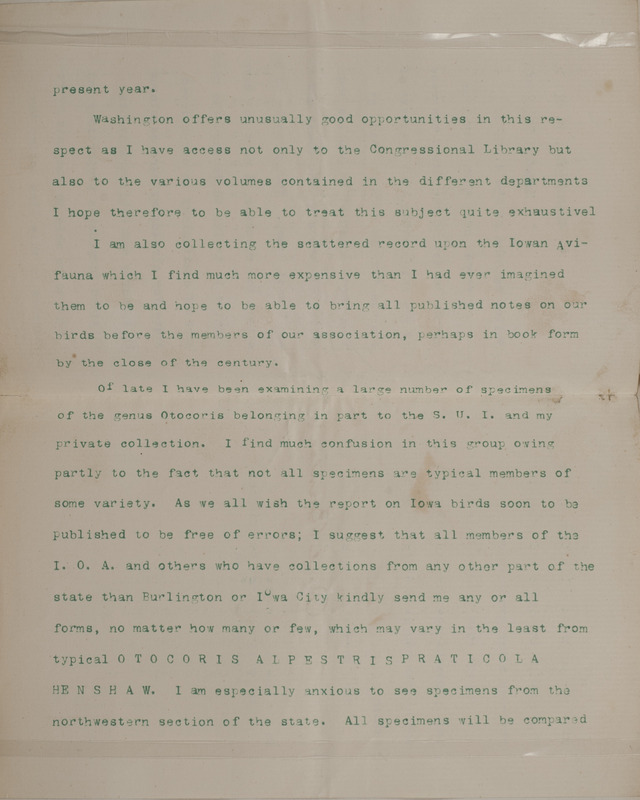 present year.
Washington offers unusually good opportunities in this re-
spect as I have access not only to the Congressional Library but
also to the various volumes contained in the different departments
I hope therefore to be able to treat this subject quite exhaustivel
I am also collecting the scattered record upon the Iowan Avi-
fauna which I find much more expensive than I had ever imagined
them to be and hope to be able to bring all published notes on our
birds before the members of our association, perhaps in book form
by the close of the century.
Of late I have been examining a large number of specimens
of the genus Otocoris belonging in part to the S. U. I. and my
private collection. I find much confusion in this group owing
partly to the fact that not all specimens are typical members of
some variety. As we all wish the report on Iowa birds soon to be
published to be free of errors; I suggest that all members of the
I. O. A. and others who have collections from any other part of the
state than Burlington or Iowa City kindly send me any or all
forms, no matter how many or few, which may vary in the least from
typical O T O C O R I S A L P E S T R I S P R A T I C O L A
H E N S H A W. I am especially anxious to see specimens from the
northwestern section of the state. All specimens will be compared